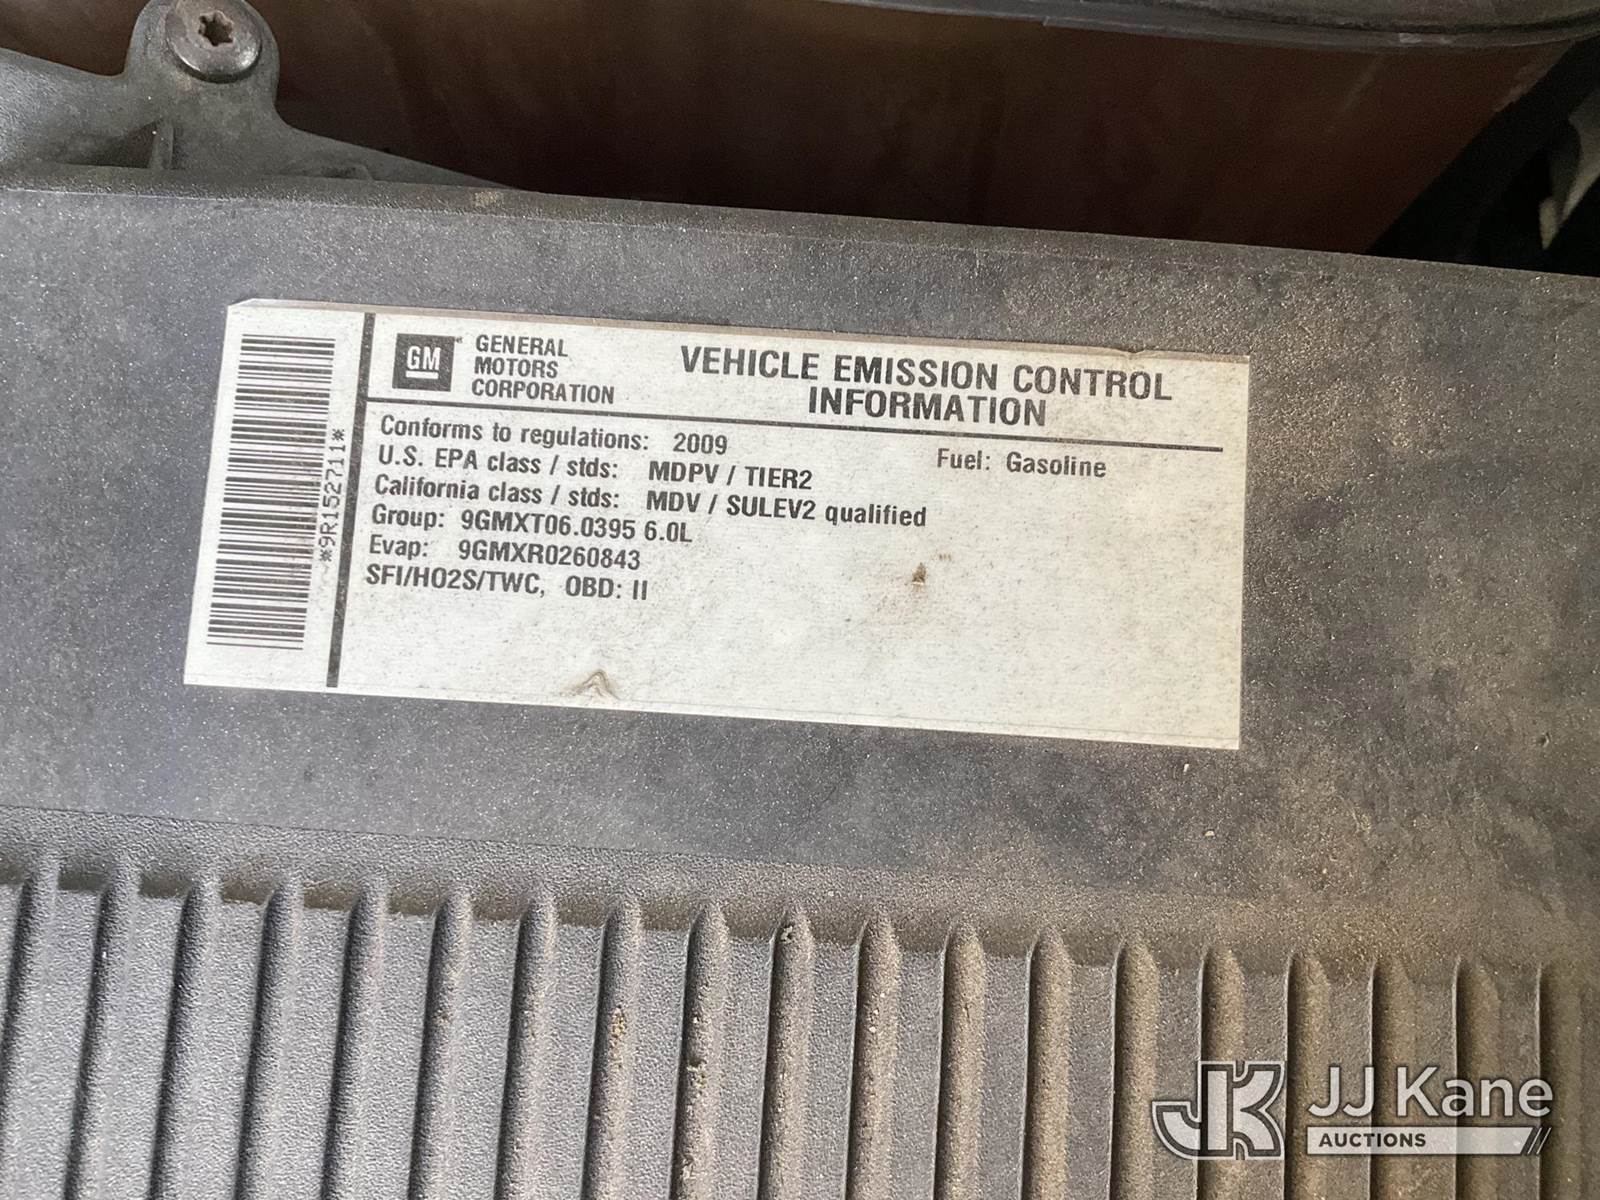 GM
GENERAL
MOTORS
CORPORATION
VEHICLE EMISSION CONTROL
INFORMATION
Conforms to regulations: 2009
Fuel: Gasoline
U.S. EPA class / stds: MDPV / TIER2
California class / stds: MDV / SULEV2 qualified
Group: 9GMXT06.0395 6.0L
Evap: 9GMXR0260843
SFI/HO2S/TWC, OBD: II
*9R152711*
JK JJ Kane
AUCTIONS